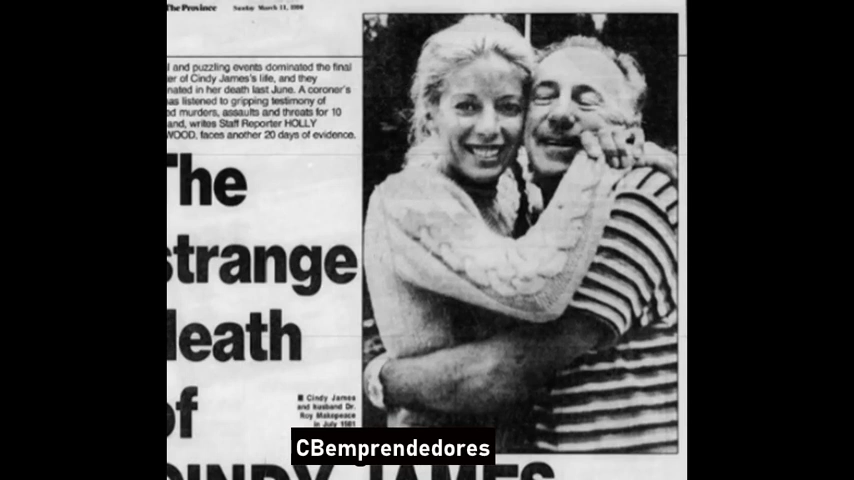 The Province Sunday March 11, 1990
l and puzzling events dominated the final
er of Cindy James's life, and they
nated in her death last June. A coroner's
as listened to gripping testimony of
ed murders, assaults and threats for 10
and, writes Staff Reporter HOLLY
WOOD, faces another 20 days of evidence.
The
strange
death
of
CINDY JAMES
■ Cindy James
and husband Dr.
Roy Makepeace
in July 1981
CBemprendedores